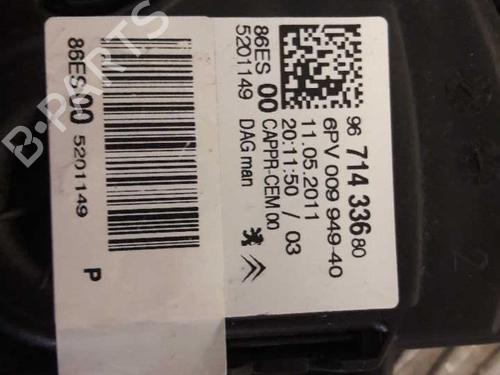 96 714 336 80
6PV 009 949-40
11.05.2011
20:11:50 / 03
86ES 00 CAPPR-CEM 00
5201149 DAG man
86ES 00 5201149 P
B-PARTS
2